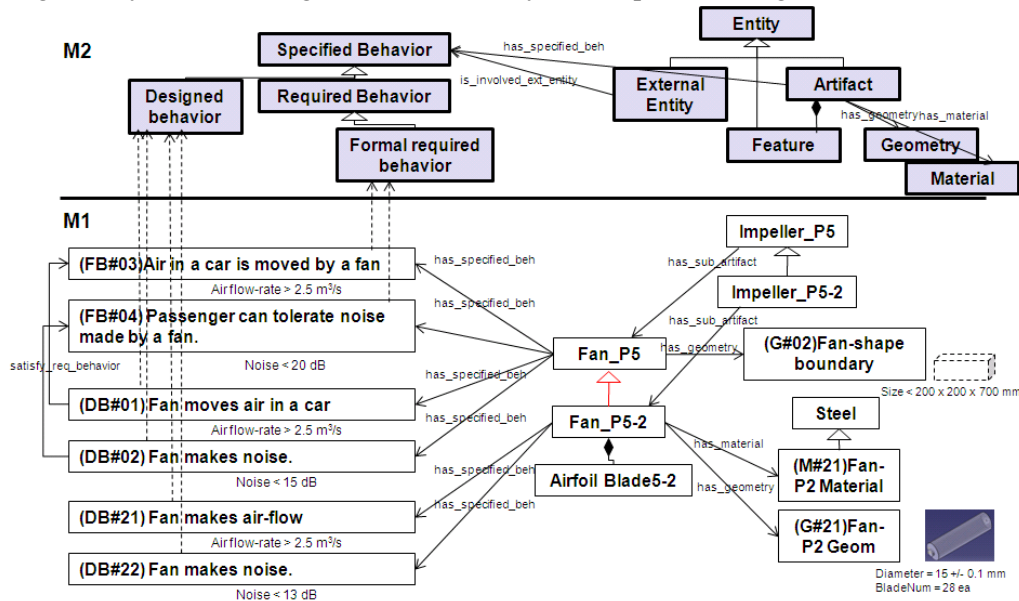 M2
Specified Behavior
Entity
has_specified_beh
is_involved_ext_entity
Designed
behavior
Required Behavior
External
Entity
Artifact
has_geometry
has_material
Formal required
behavior
Feature
Geometry
Material
M1
Impeller_P5
(FB#03)Air in a car is moved by a fan
has_specified_beh
has_sub_artifact
Air flow-rate > 2.5 m³/s
Impeller_P5-2
(FB#04) Passenger can tolerate noise
made by a fan.
has_specified_beh
has_sub_artifact
Noise < 20 dB
Fan_P5
has_geometry
(G#02)Fan-shape
boundary
satisfy_req_behavior
has_specified_beh
Size < 200 x 200 x 700 mm
(DB#01) Fan moves air in a car
Air flow-rate > 2.5 m³/s
has_specified_beh
Fan_P5-2
Steel
(DB#02) Fan makes noise.
Noise < 15 dB
has_specified_beh
has_material
Airfoil Blade5-2
(M#21)Fan-
P2 Material
has_geometry
has_specified_beh
(DB#21) Fan makes air-flow
Air flow-rate > 2.5 m³/s
(G#21)Fan-
P2 Geom
(DB#22) Fan makes noise.
Noise < 13 dB
Diameter = 15 +/- 0.1 mm
BladeNum = 28 ea